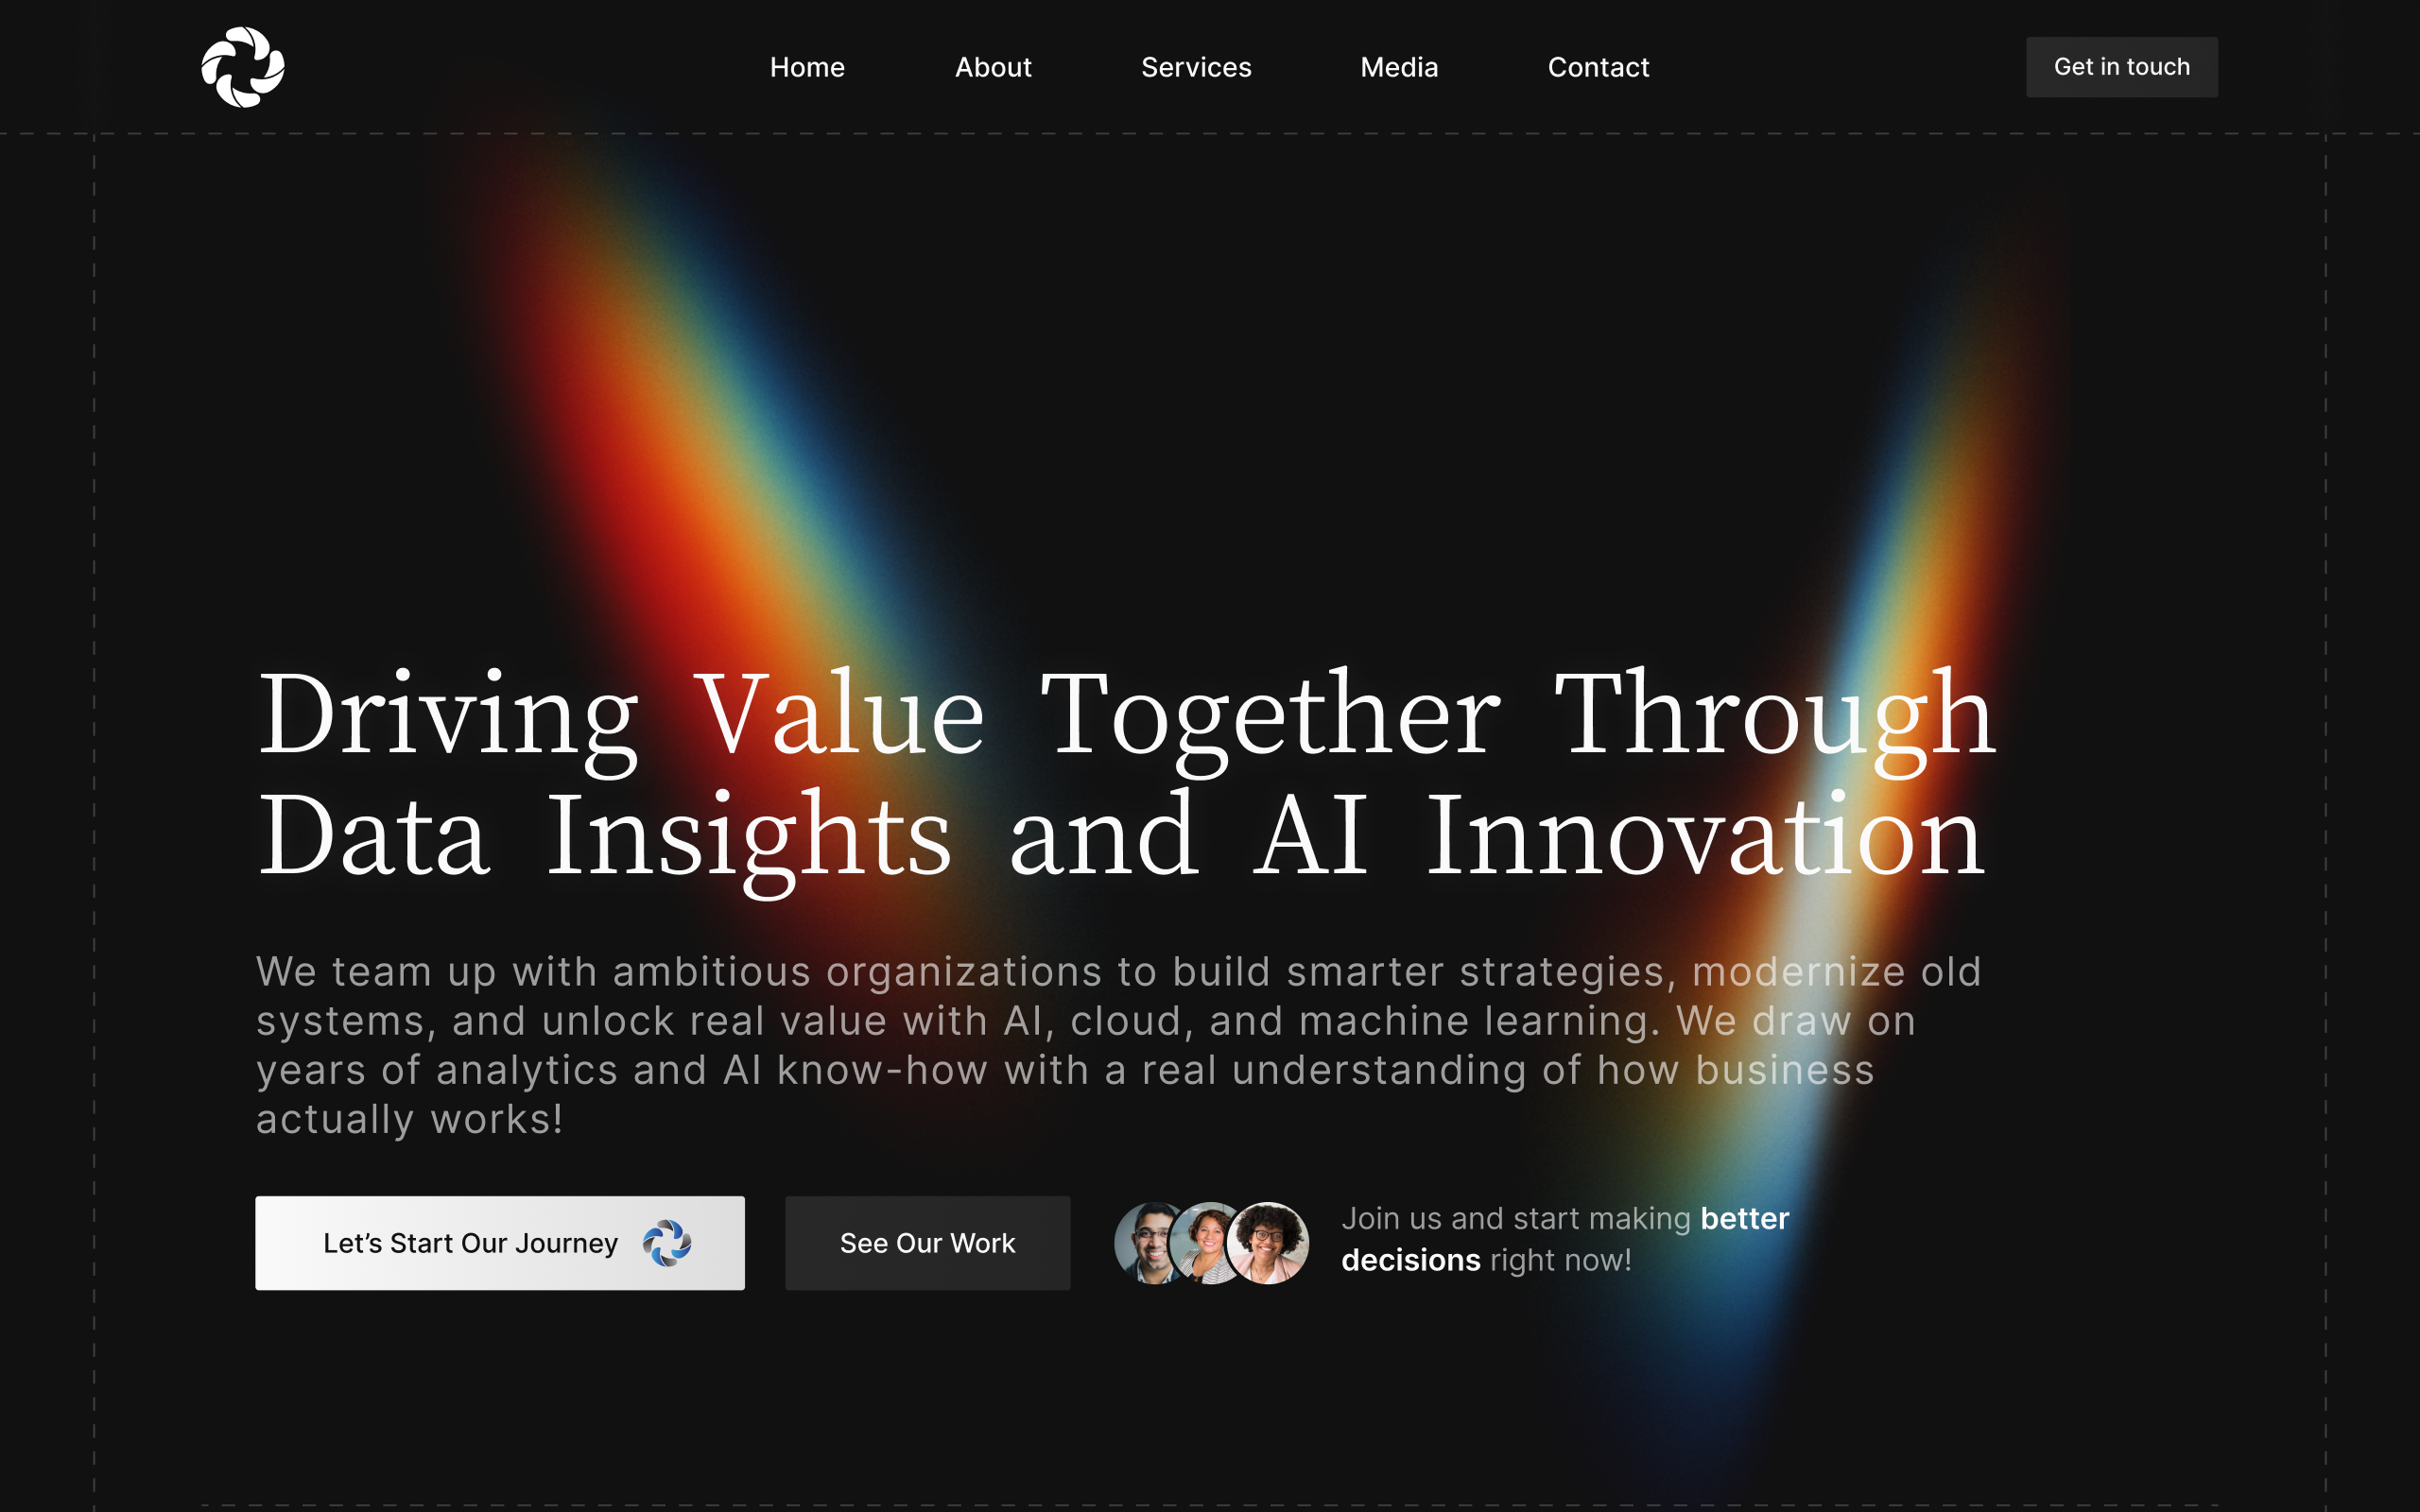 Home About Services Media Contact Get in touch
Driving Value Together Through
Data Insights and AI Innovation
We team up with ambitious organizations to build smarter strategies, modernize old
systems, and unlock real value with AI, cloud, and machine learning. We draw on
years of analytics and AI know-how with a real understanding of how business
actually works!
Let’s Start Our Journey
See Our Work
Join us and start making better
decisions right now!